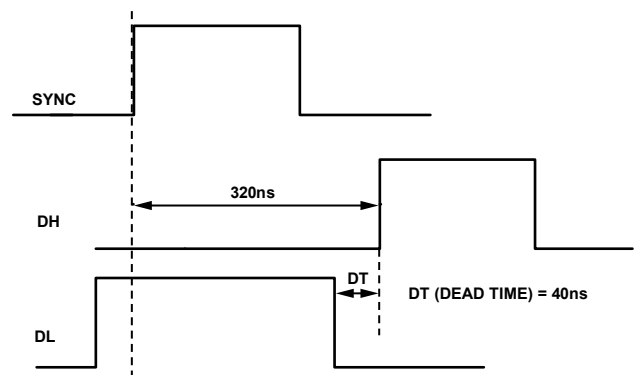 SYNC
320ns
DH
DT
DT (DEAD TIME) = 40ns
DL